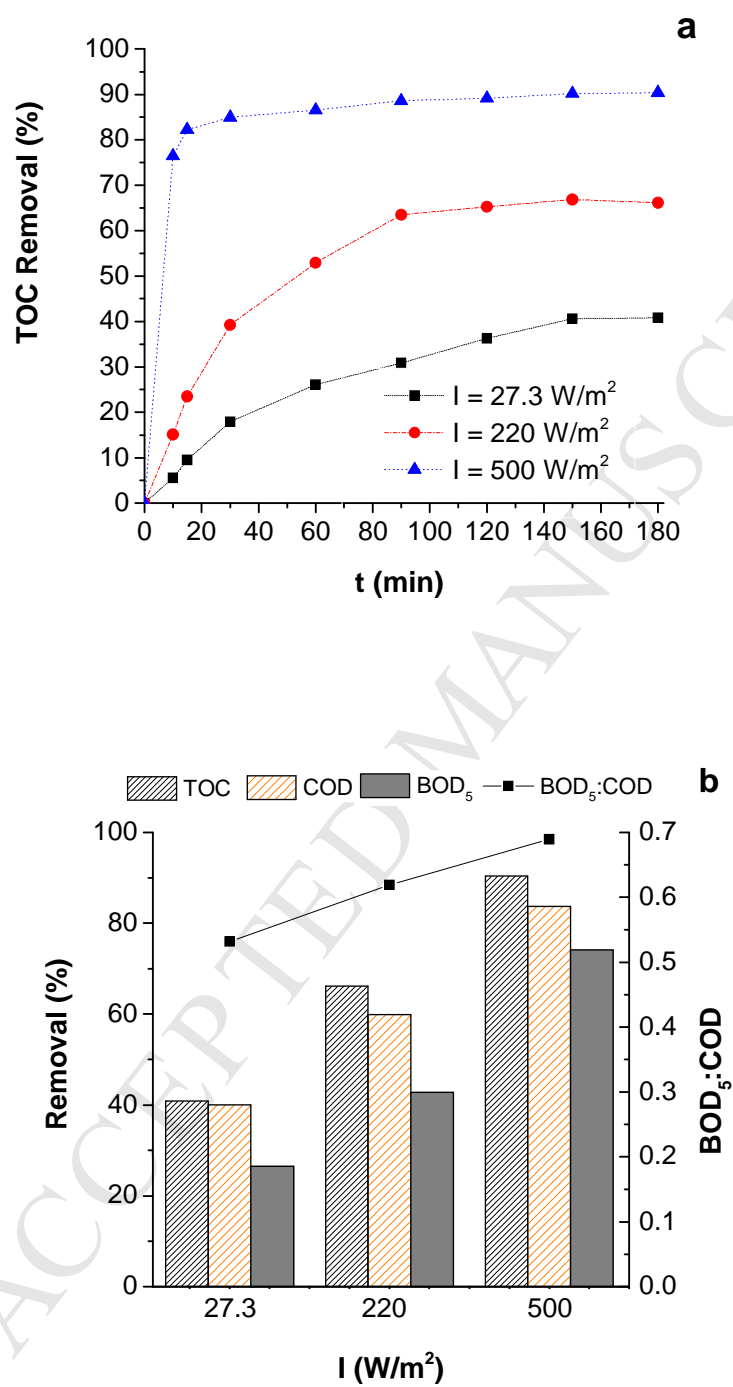 a
100
90
80
70
60
50
40
30
20
10
0
TOC Removal (%)
I = 27.3 W/m²
I = 220 W/m²
I = 500 W/m²
0 20 40 60 80 100 120 140 160 180
t (min)
TOC COD BOD₅ BOD₅:COD
b
100
80
60
40
20
0
Removal (%)
0.7
0.6
0.5
0.4
0.3
0.2
0.1
0.0
BOD₅:COD
27.3 220 500
I (W/m²)
ACCEPTED MANUSCRI